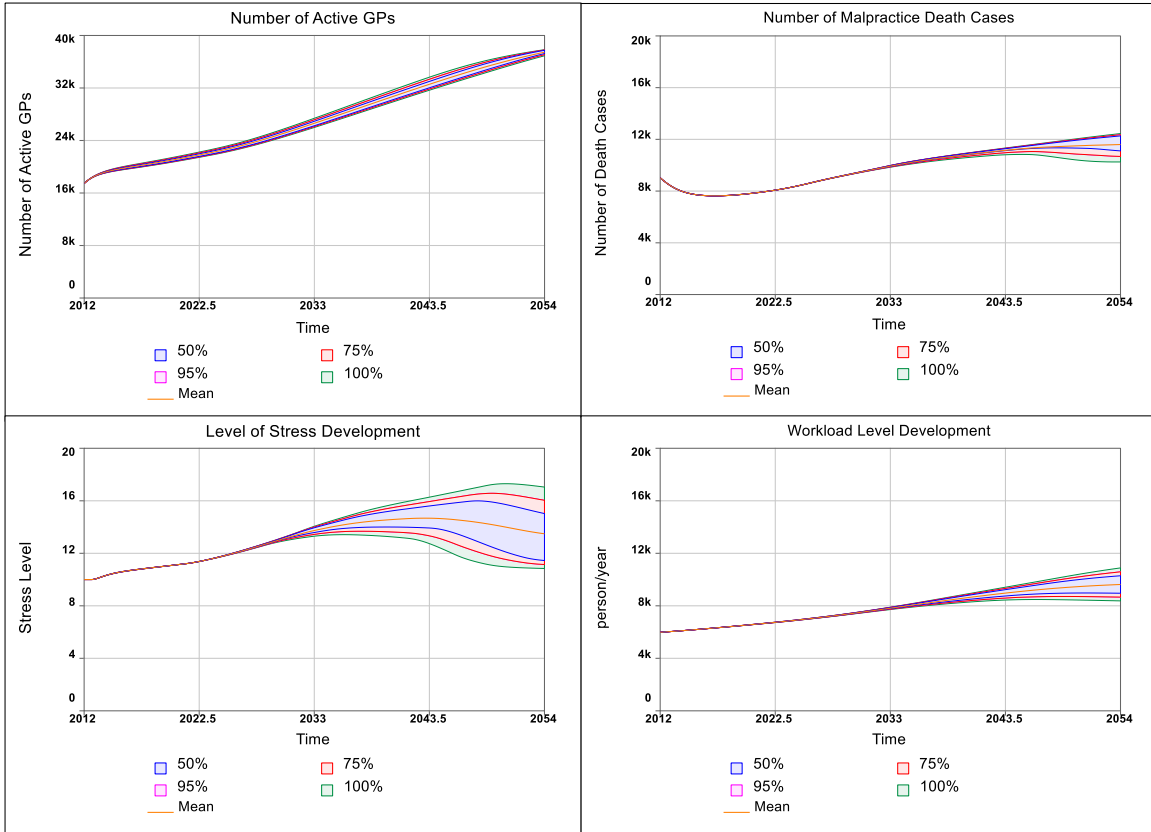 Number of Active GPs
Number of Active GPs
40k
32k
24k
16k
8k
0
2012 2022.5 2033 2043.5 2054
Time
50% 75%
95% 100%
Mean
Number of Malpractice Death Cases
Number of Death Cases
20k
16k
12k
8k
4k
0
2012 2022.5 2033 2043.5 2054
Time
50% 75%
95% 100%
Mean
Level of Stress Development
Stress Level
20
16
12
8
4
0
2012 2022.5 2033 2043.5 2054
Time
50% 75%
95% 100%
Mean
Workload Level Development
person/year
20k
16k
12k
8k
4k
0
2012 2022.5 2033 2043.5 2054
Time
50% 75%
95% 100%
Mean